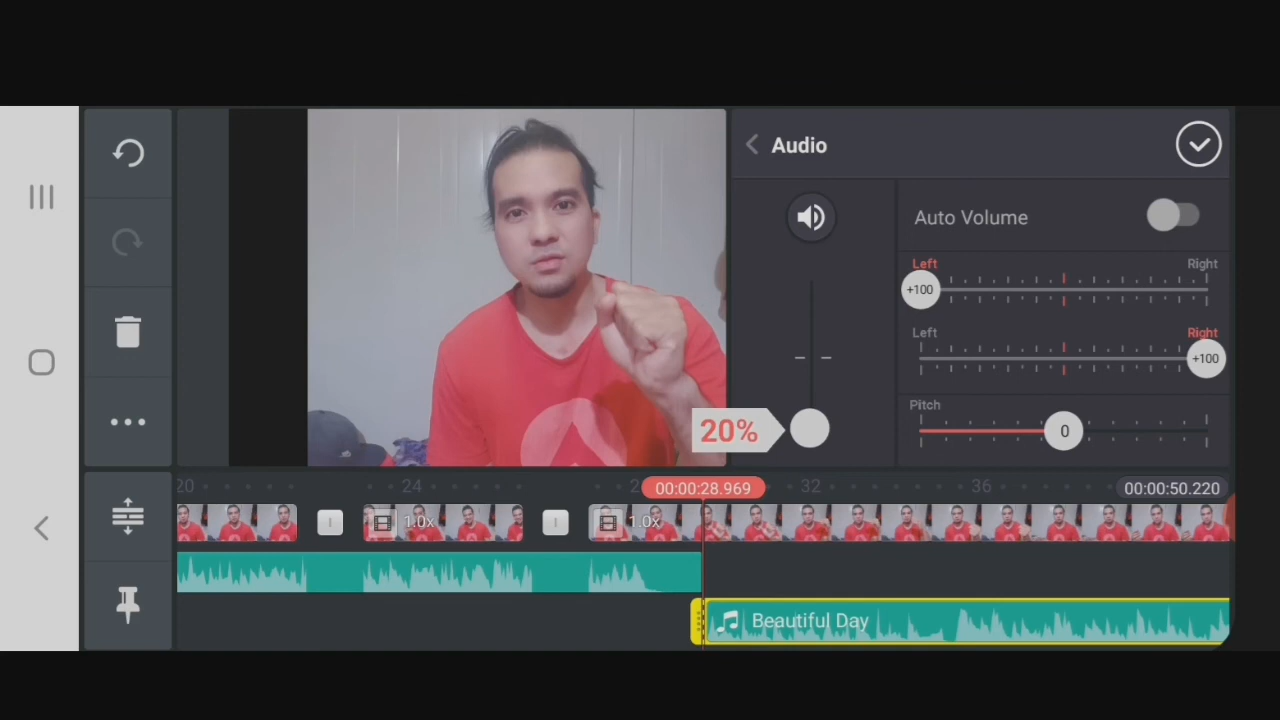 Audio
Auto Volume
Left
Right
+100
Left
Right
+100
Pitch
0
20%
20
24
00:00:28.969
32
36
00:00:50.220
1.0x
1.0x
Beautiful Day